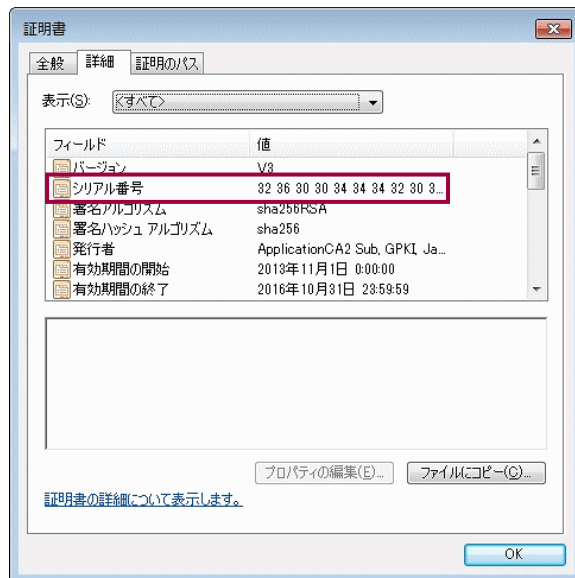 証明書
全般 詳細 証明のパス
表示(S): <すべて>
フィールド 値
バージョン V3
シリアル番号 32 36 30 30 34 34 34 32 30 3...
署名アルゴリズム sha256RSA
署名ハッシュ アルゴリズム sha256
発行者 ApplicationCA2 Sub, GPKI, Ja...
有効期間の開始 2013年11月1日 0:00:00
有効期間の終了 2016年10月31日 23:59:59
プロパティの編集(E)... ファイルにコピー(C)...
証明書の詳細について表示します。
OK